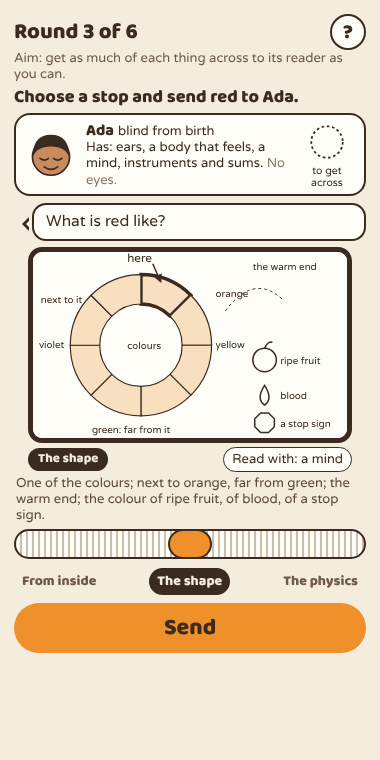 Round 3 of 6
?
Aim: get as much of each thing across to its reader as
you can.
Choose a stop and send red to Ada.
Ada blind from birth
Has: ears, a body that feels, a
mind, instruments and sums. No
eyes.
to get
across
What is red like?
here
the warm end
next to it
orange
violet
colours
yellow
ripe fruit
blood
a stop sign
green: far from it
The shape
Read with: a mind
One of the colours; next to orange, far from green; the
warm end; the colour of ripe fruit, of blood, of a stop
sign.
From inside
The shape
The physics
Send